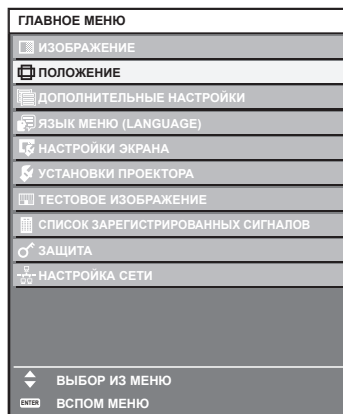 ГЛАВНОЕ МЕНЮ
ИЗОБРАЖЕНИЕ
ПОЛОЖЕНИЕ
ДОПОЛНИТЕЛЬНЫЕ НАСТРОЙКИ
ЯЗЫК МЕНЮ (LANGUAGE)
НАСТРОЙКИ ЭКРАНА
УСТАНОВКИ ПРОЕКТОРА
ТЕСТОВОЕ ИЗОБРАЖЕНИЕ
СПИСОК ЗАРЕГИСТРИРОВАННЫХ СИГНАЛОВ
ЗАЩИТА
НАСТРОЙКА СЕТИ
ВЫБОР ИЗ МЕНЮ
ENTER ВСПОМ МЕНЮ